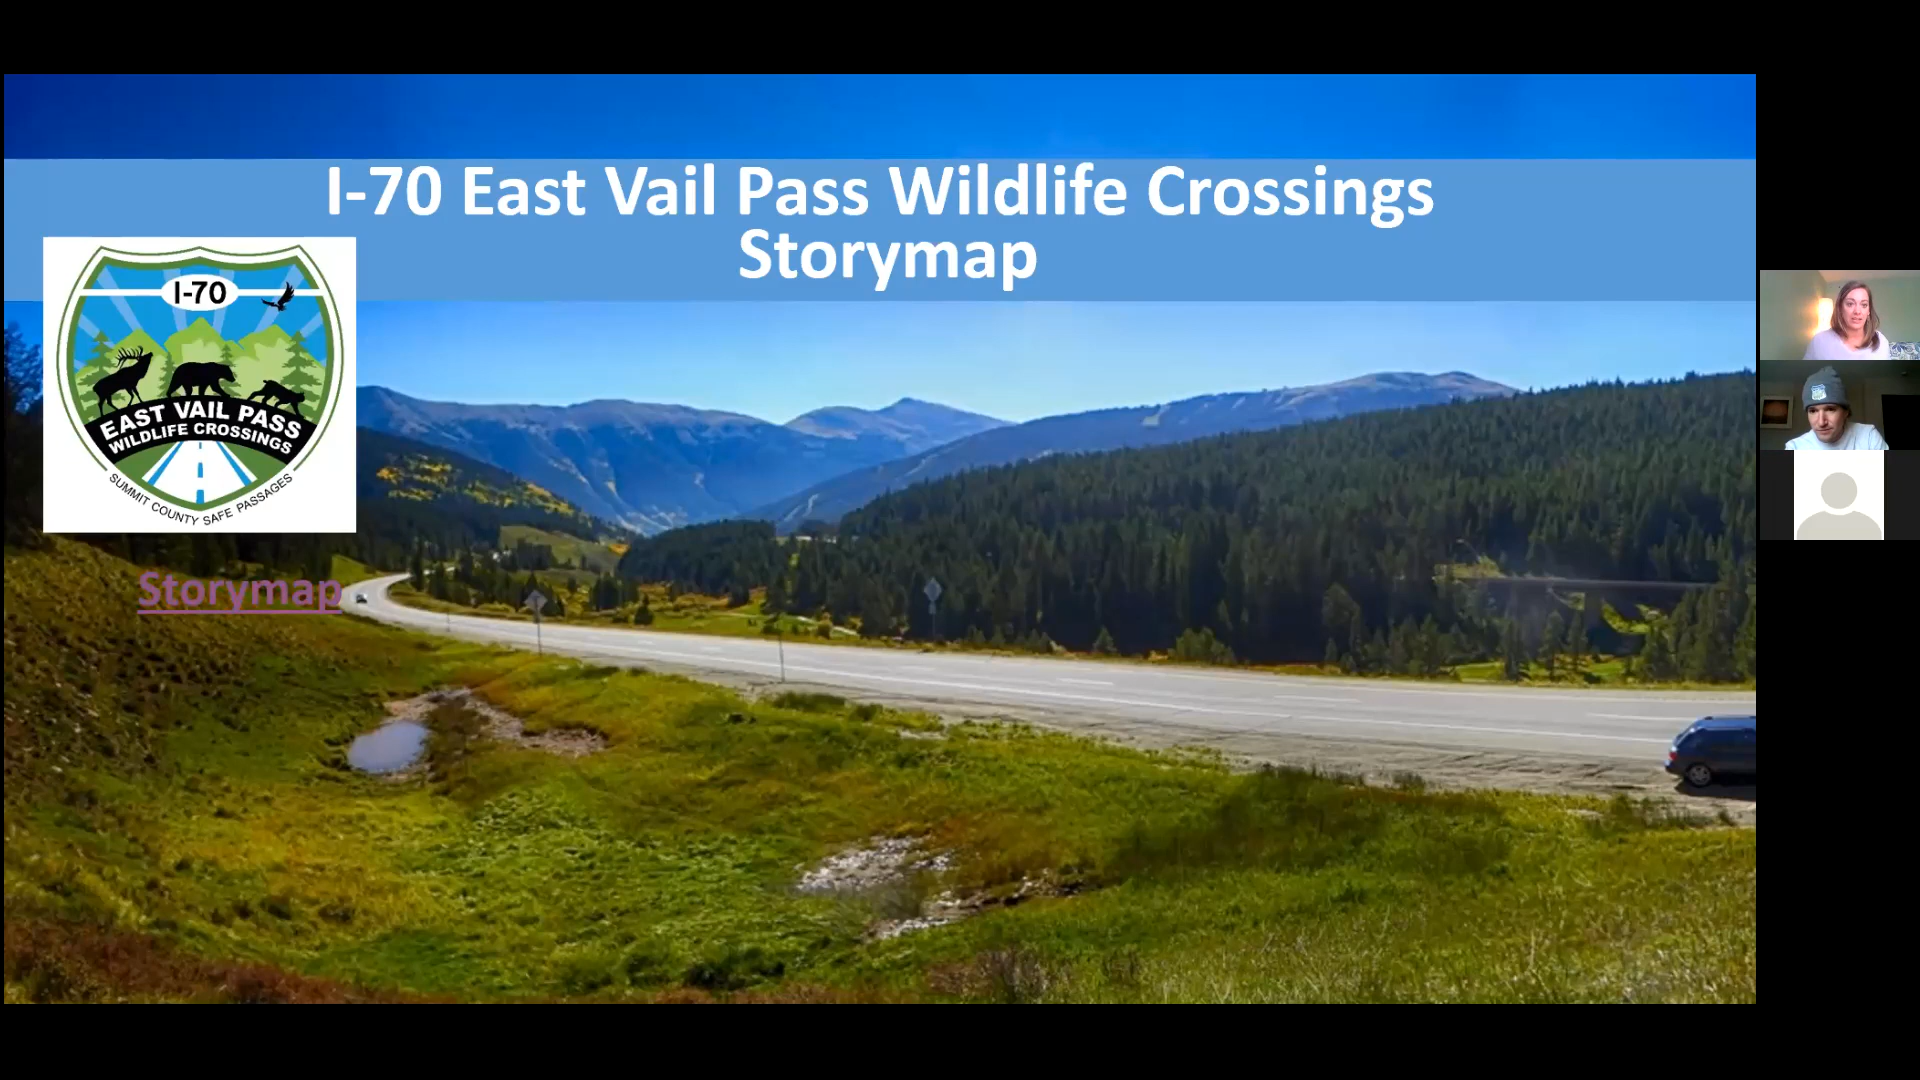 I-70 East Vail Pass Wildlife Crossings
Storymap
I-70
EAST VAIL PASS
WILDLIFE CROSSINGS
SUMMIT COUNTY SAFE PASSAGES
Storymap